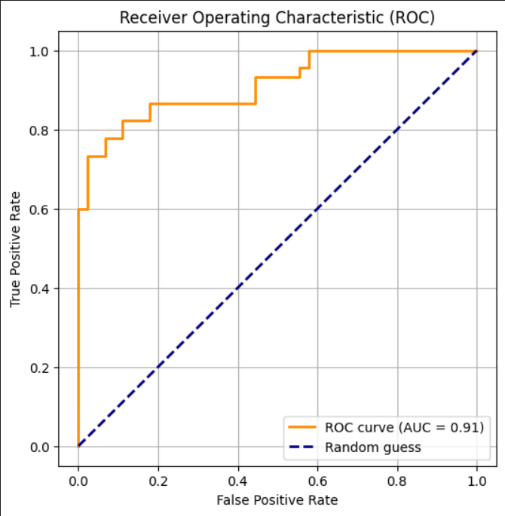 Receiver Operating Characteristic (ROC)
1.0
0.8
0.6
0.4
0.2
0.0
True Positive Rate
ROC curve (AUC = 0.91)
Random guess
0.0 0.2 0.4 0.6 0.8 1.0
False Positive Rate